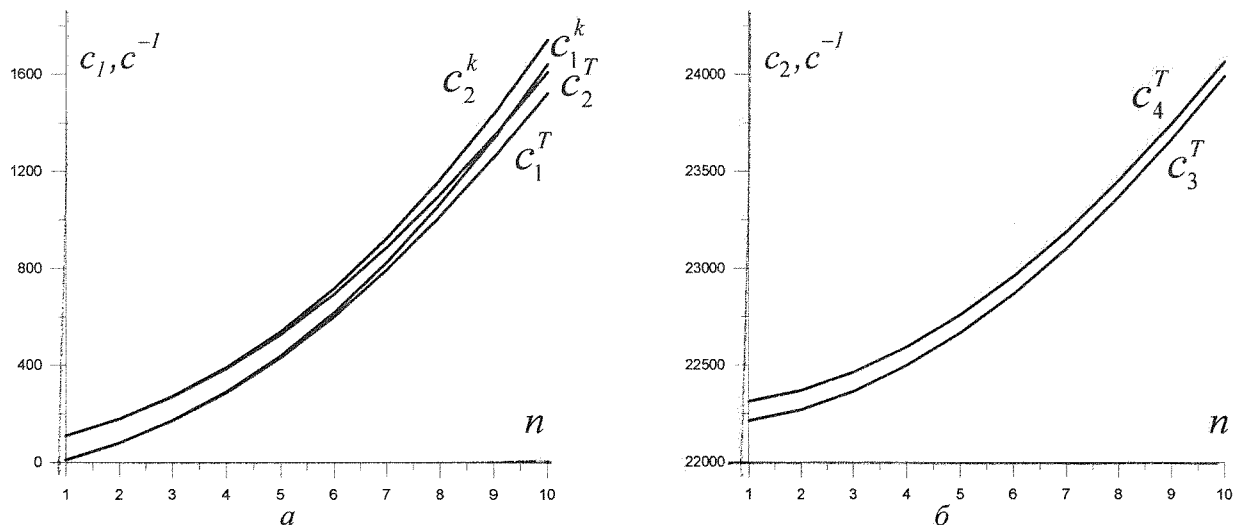 c₁, c⁻¹
1600
1200
800
400
0
c₂ᵏ
c₁ᵏ
c₂ᵀ
c₁ᵀ
n
1 2 3 4 5 6 7 8 9 10
а
c₂, c⁻¹
24000
23500
23000
22500
22000
c₄ᵀ
c₃ᵀ
n
1 2 3 4 5 6 7 8 9 10
б